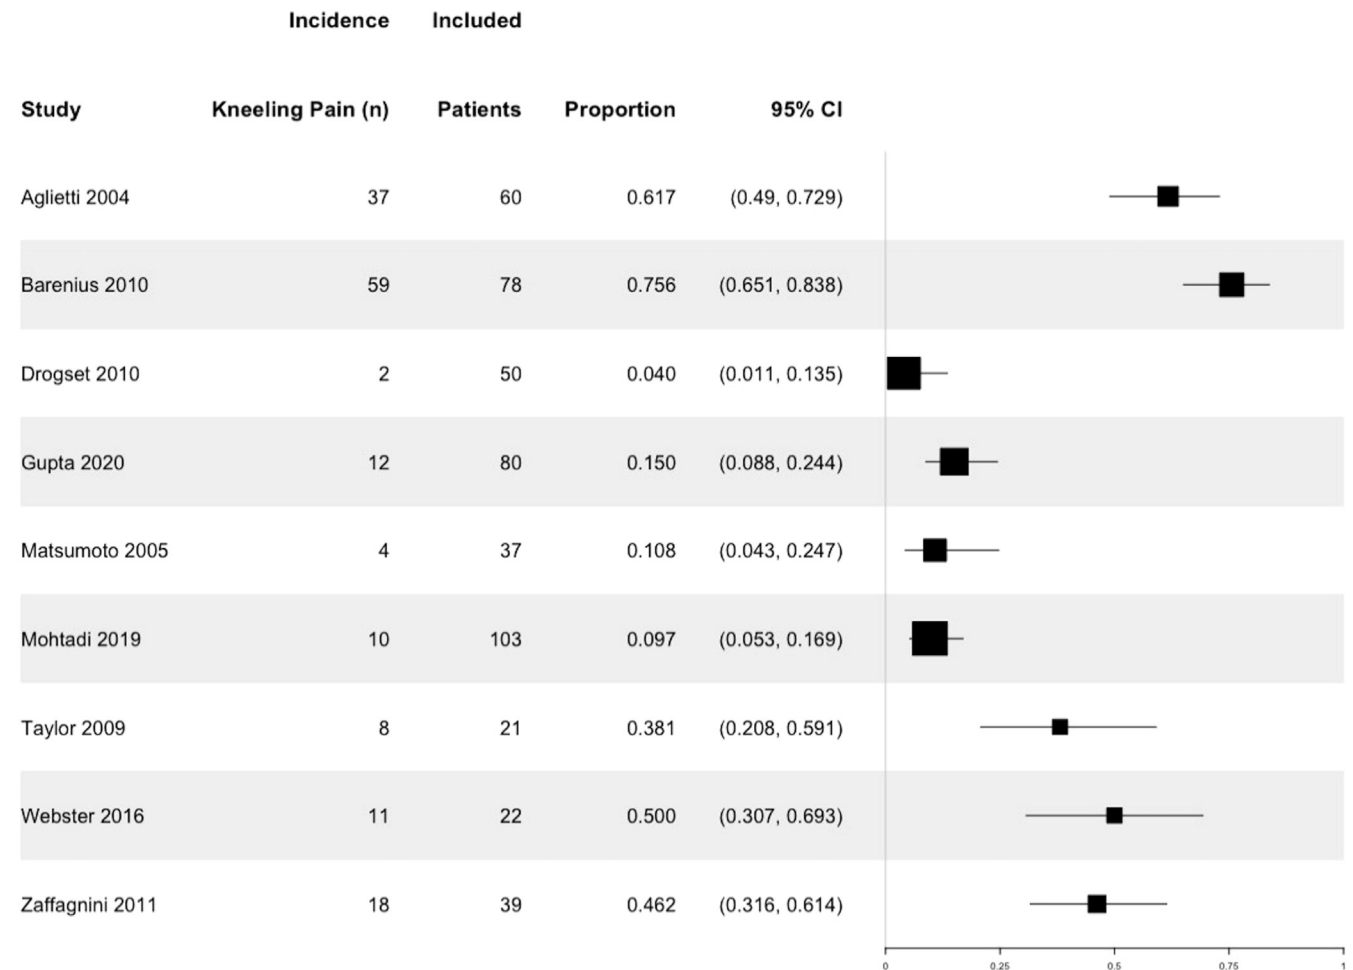 Incidence Included
Study Kneeling Pain (n) Patients Proportion 95% CI
Aglietti 2004 37 60 0.617 (0.49, 0.729)
Barenius 2010 59 78 0.756 (0.651, 0.838)
Drogset 2010 2 50 0.040 (0.011, 0.135)
Gupta 2020 12 80 0.150 (0.088, 0.244)
Matsumoto 2005 4 37 0.108 (0.043, 0.247)
Mohtadi 2019 10 103 0.097 (0.053, 0.169)
Taylor 2009 8 21 0.381 (0.208, 0.591)
Webster 2016 11 22 0.500 (0.307, 0.693)
Zaffagnini 2011 18 39 0.462 (0.316, 0.614)
0 0.25 0.5 0.75 1